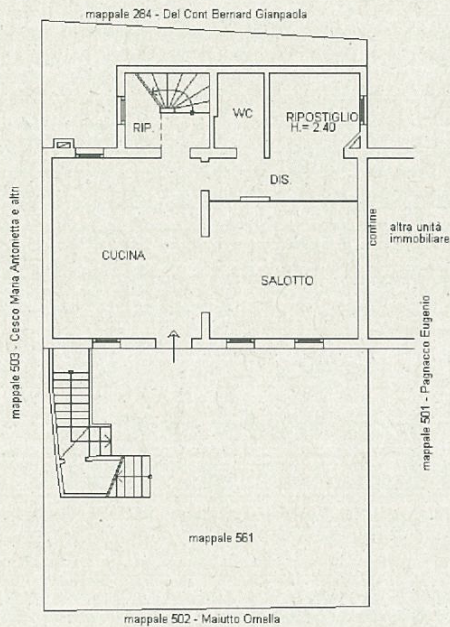 mappale 284 - Del Cont Bernard Gianpaola
WC
RIPOSTIGLIO
H.= 2.40
RIP.
DIS.
mappale 503 - Cesco Maria Antonietta e altri
confine
altra unità
immobiliare
CUCINA
SALOTTO
mappale 501 - Pagnacco Eugenio
mappale 561
mappale 502 - Maiutto Ornella